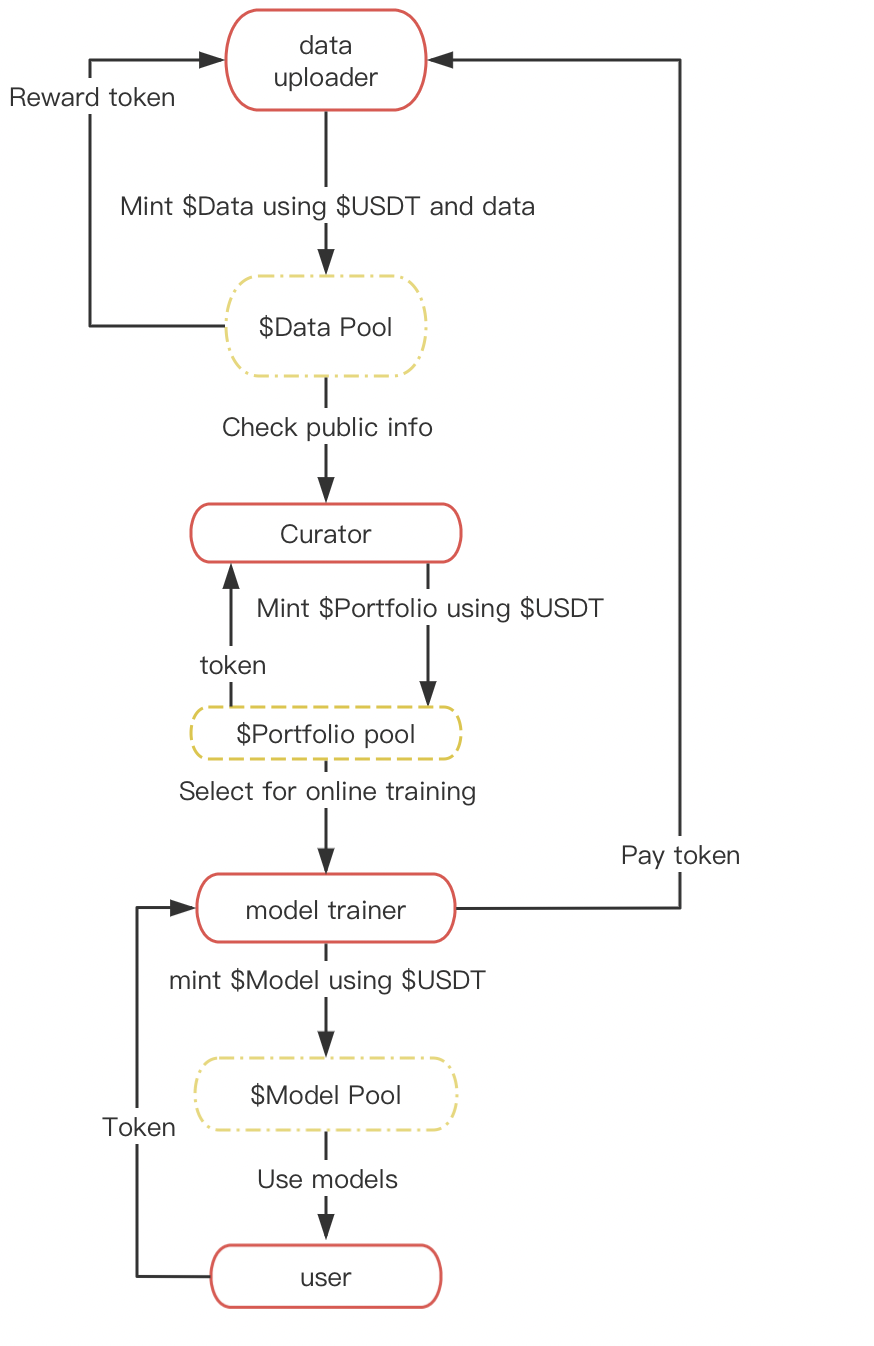 data
uploader
Reward token
Mint $Data using $USDT and data
$Data Pool
Check public info
Curator
Mint $Portfolio using $USDT
token
$Portfolio pool
Select for online training
Pay token
model trainer
mint $Model using $USDT
$Model Pool
Token
Use models
user